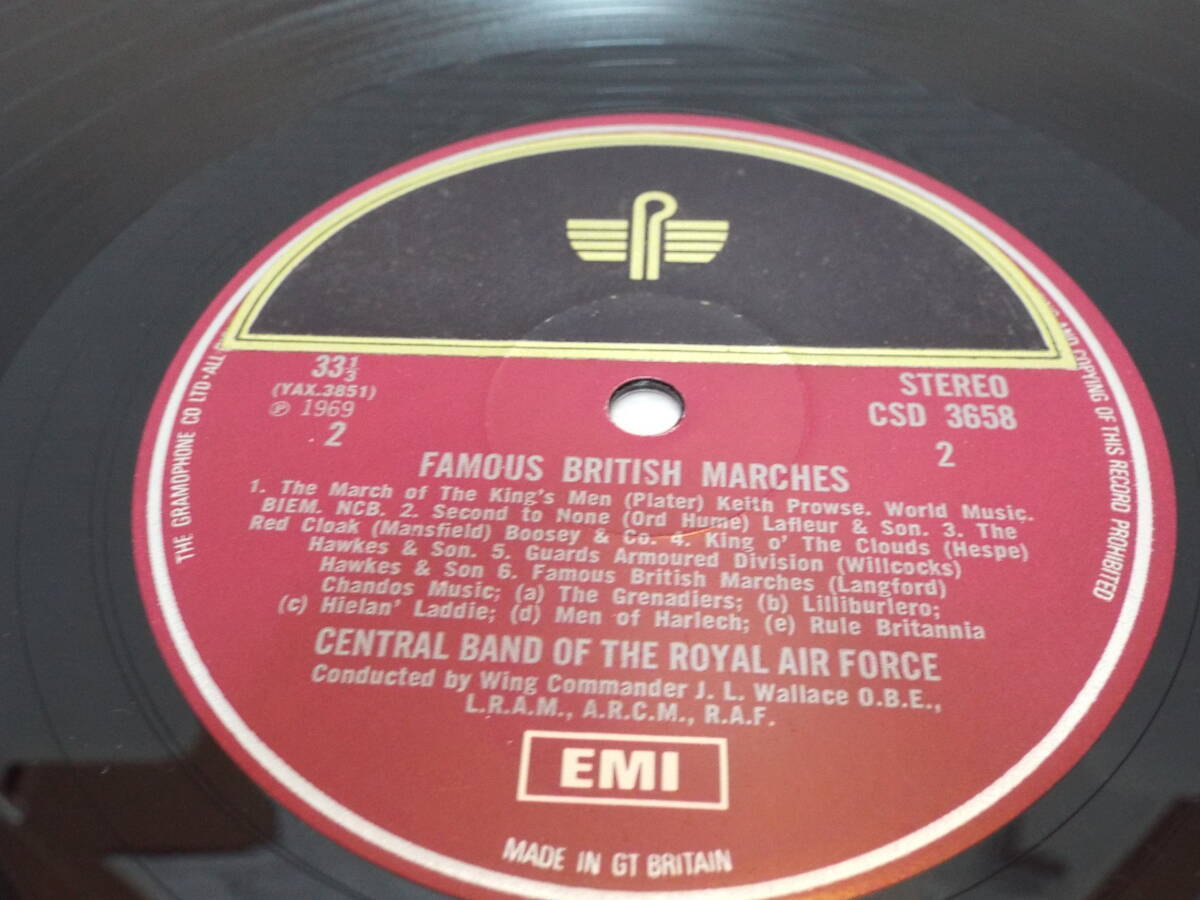 33⅓
(YAX.3851)
℗ 1969
2
STEREO
CSD 3658
2
FAMOUS BRITISH MARCHES
1. The March of The King's Men (Plater) Keith Prowse. World Music.
BIEM. NCB. 2. Second to None (Ord Hume) Lafleur & Son. 3. The
Red Cloak (Mansfield) Boosey & Co. 4. King o' The Clouds (Hespe)
Hawkes & Son. 5. Guards Armoured Division (Willcocks)
Hawkes & Son 6. Famous British Marches (Langford)
Chandos Music; (a) The Grenadiers; (b) Lilliburlero;
(c) Hielan' Laddie; (d) Men of Harlech; (e) Rule Britannia
CENTRAL BAND OF THE ROYAL AIR FORCE
Conducted by Wing Commander J. L. Wallace O.B.E.,
L.R.A.M., A.R.C.M., R.A.F.
EMI
MADE IN GT BRITAIN
THE GRAMOPHONE CO LTD·ALL
AND COPYING OF THIS RECORD PROHIBITED